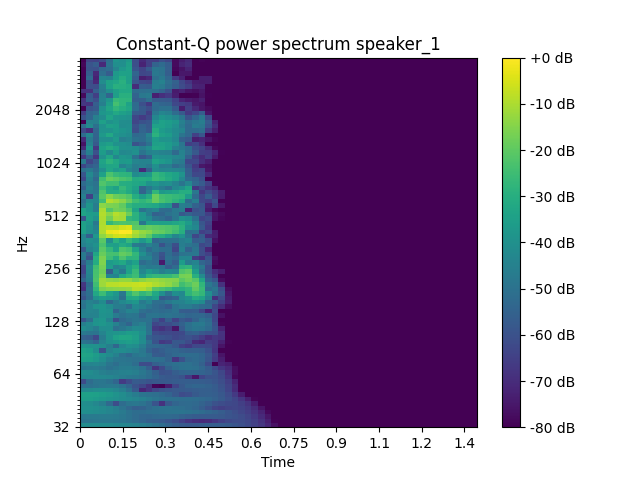 Constant-Q power spectrum speaker_1
+0 dB
-10 dB
-20 dB
-30 dB
-40 dB
-50 dB
-60 dB
-70 dB
-80 dB
Hz
2048
1024
512
256
128
64
32
0
0.15
0.3
0.45
0.6
0.75
0.9
1.1
1.2
1.4
Time